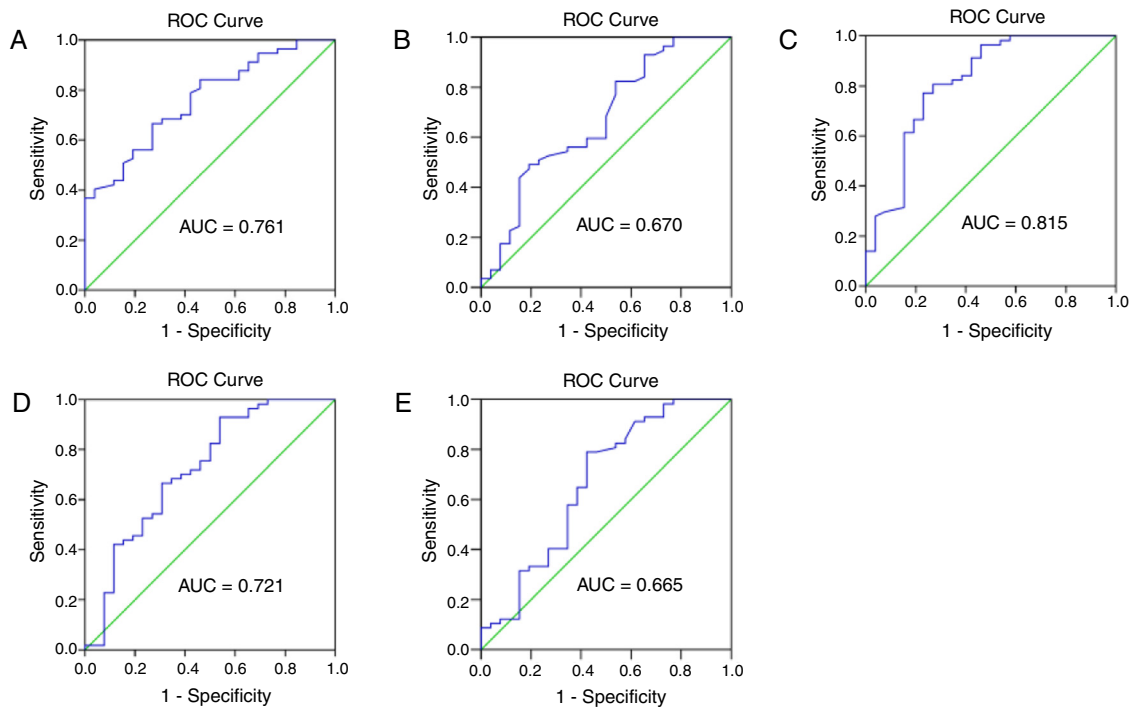 A
ROC Curve
1.0
0.8
0.6
0.4
0.2
0.0
Sensitivity
AUC = 0.761
0.0 0.2 0.4 0.6 0.8 1.0
1 - Specificity
B
ROC Curve
1.0
0.8
0.6
0.4
0.2
0.0
Sensitivity
AUC = 0.670
0.0 0.2 0.4 0.6 0.8 1.0
1 - Specificity
C
ROC Curve
1.0
0.8
0.6
0.4
0.2
0.0
Sensitivity
AUC = 0.815
0.0 0.2 0.4 0.6 0.8 1.0
1 - Specificity
D
ROC Curve
1.0
0.8
0.6
0.4
0.2
0.0
Sensitivity
AUC = 0.721
0.0 0.2 0.4 0.6 0.8 1.0
1 - Specificity
E
ROC Curve
1.0
0.8
0.6
0.4
0.2
0.0
Sensitivity
AUC = 0.665
0.0 0.2 0.4 0.6 0.8 1.0
1 - Specificity